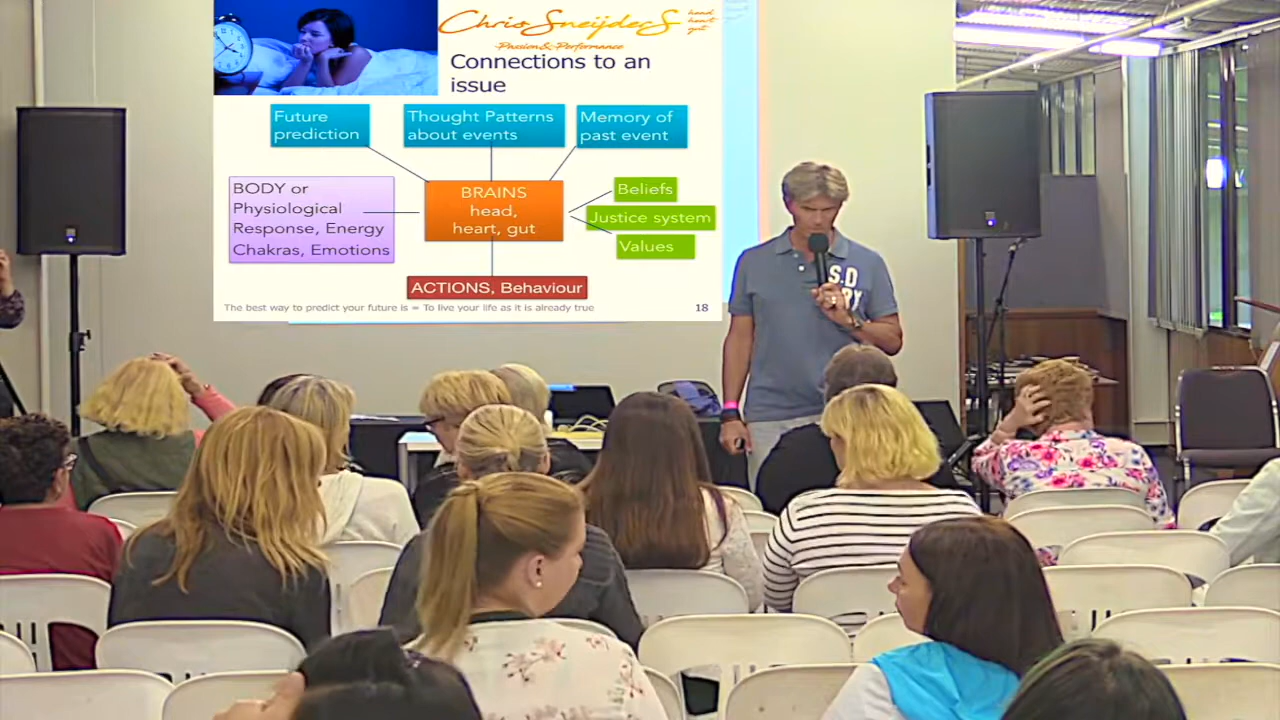 Chris Sneijders
head
heart
gut
Passion & Performance
Connections to an
issue
Future
prediction
Thought Patterns
about events
Memory of
past event
BODY or
Physiological
Response, Energy
Chakras, Emotions
BRAINS
head,
heart, gut
Beliefs
Justice system
Values
ACTIONS, Behaviour
The best way to predict your future is = To live your life as it is already true
18
S.D